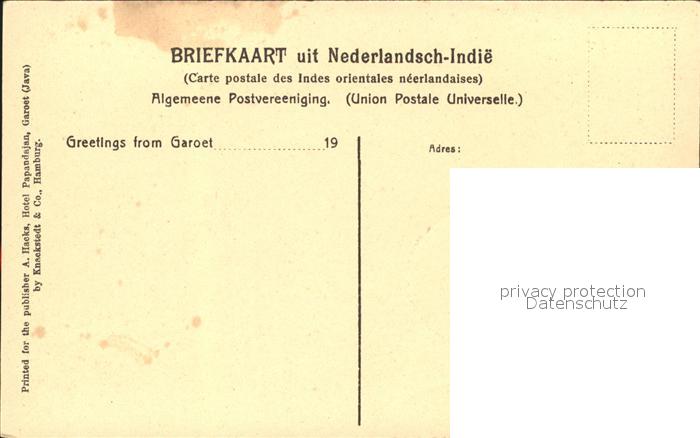 BRIEFKAART uit Nederlandsch-Indië
(Carte postale des Indes orientales néerlandaises)
Algemeene Postvereeniging. (Union Postale Universelle.)
Greetings from Garoet 19
Adres:
Printed for the publisher A. Hacks, Hotel Papandajan, Garoet (Java)
by Knackstedt & Co., Hamburg.
privacy protection
Datenschutz